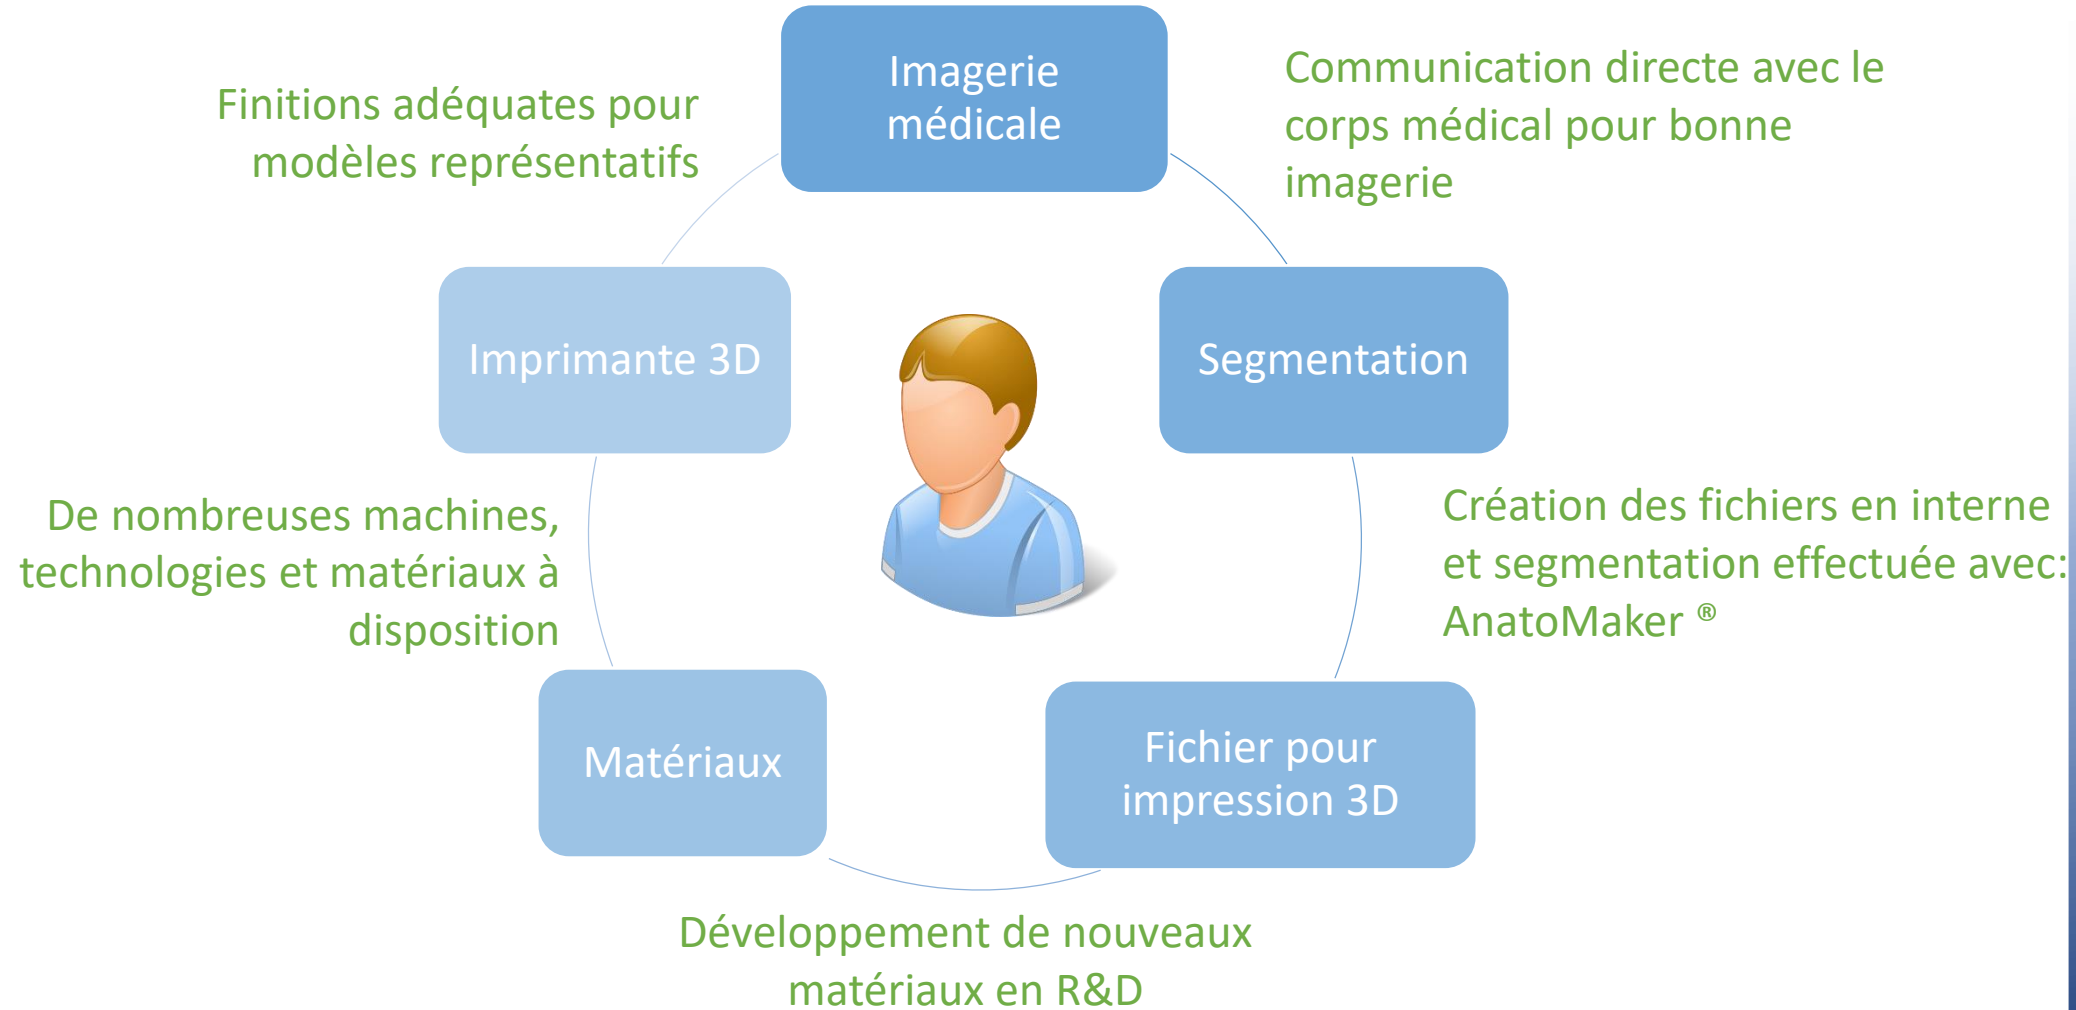 Imagerie
médicale
Communication directe avec le
corps médical pour bonne
imagerie
Segmentation
Création des fichiers en interne
et segmentation effectuée avec:
AnatoMaker ®
Fichier pour
impression 3D
Développement de nouveaux
matériaux en R&D
Matériaux
De nombreuses machines,
technologies et matériaux à
disposition
Imprimante 3D
Finitions adéquates pour
modèles représentatifs